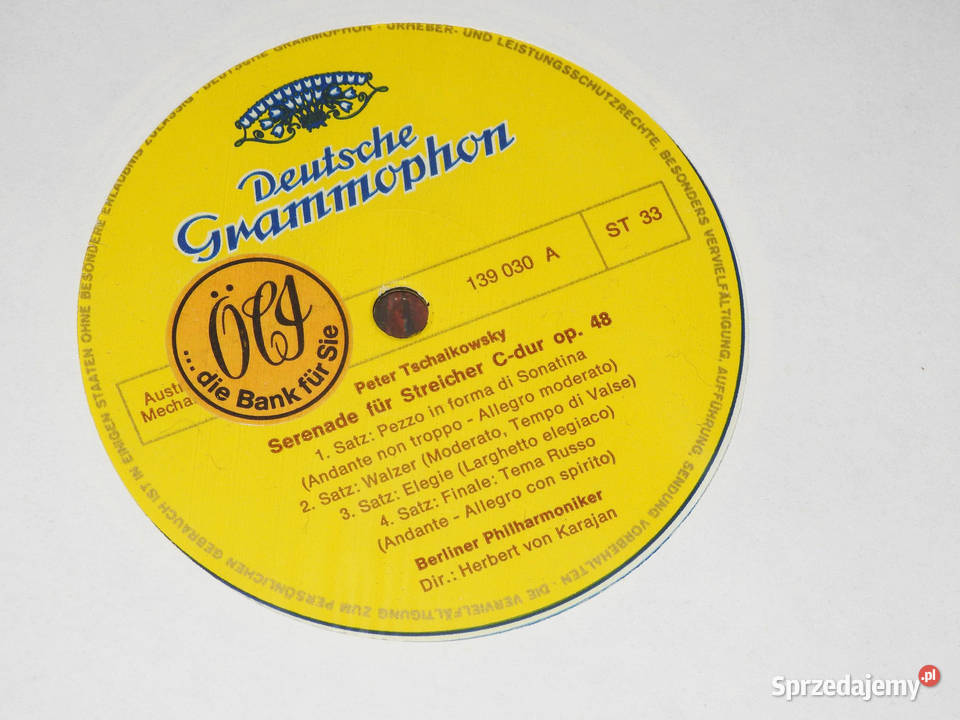 DEUTSCHE GRAMMOPHON · URHEBER- UND LEISTUNGSSCHUTZRECHTE, BESONDERS VERVIELFÄLTIGUNG, AUFFÜHRUNG, SENDUNG VORBEHALTEN · DIE VERVIELFÄLTIGUNG ZUM PERSÖNLICHEN GEBRAUCH IST IN EINIGEN STAATEN OHNE BESONDERE ERLAUBNIS ZULÄSSIG ·
Deutsche
Grammophon
139 030 A
ST 33
ÖCI
...die Bank für Sie
Austr
Mecha
Peter Tschaikowsky
Serenade für Streicher C-dur op. 48
1. Satz: Pezzo in forma di Sonatina
(Andante non troppo - Allegro moderato)
2. Satz: Walzer (Moderato, Tempo di Valse)
3. Satz: Elegie (Larghetto elegiaco)
4. Satz: Finale: Tema Russo
(Andante - Allegro con spirito)
Berliner Philharmoniker
Dir.: Herbert von Karajan
Sprzedajemy.pl